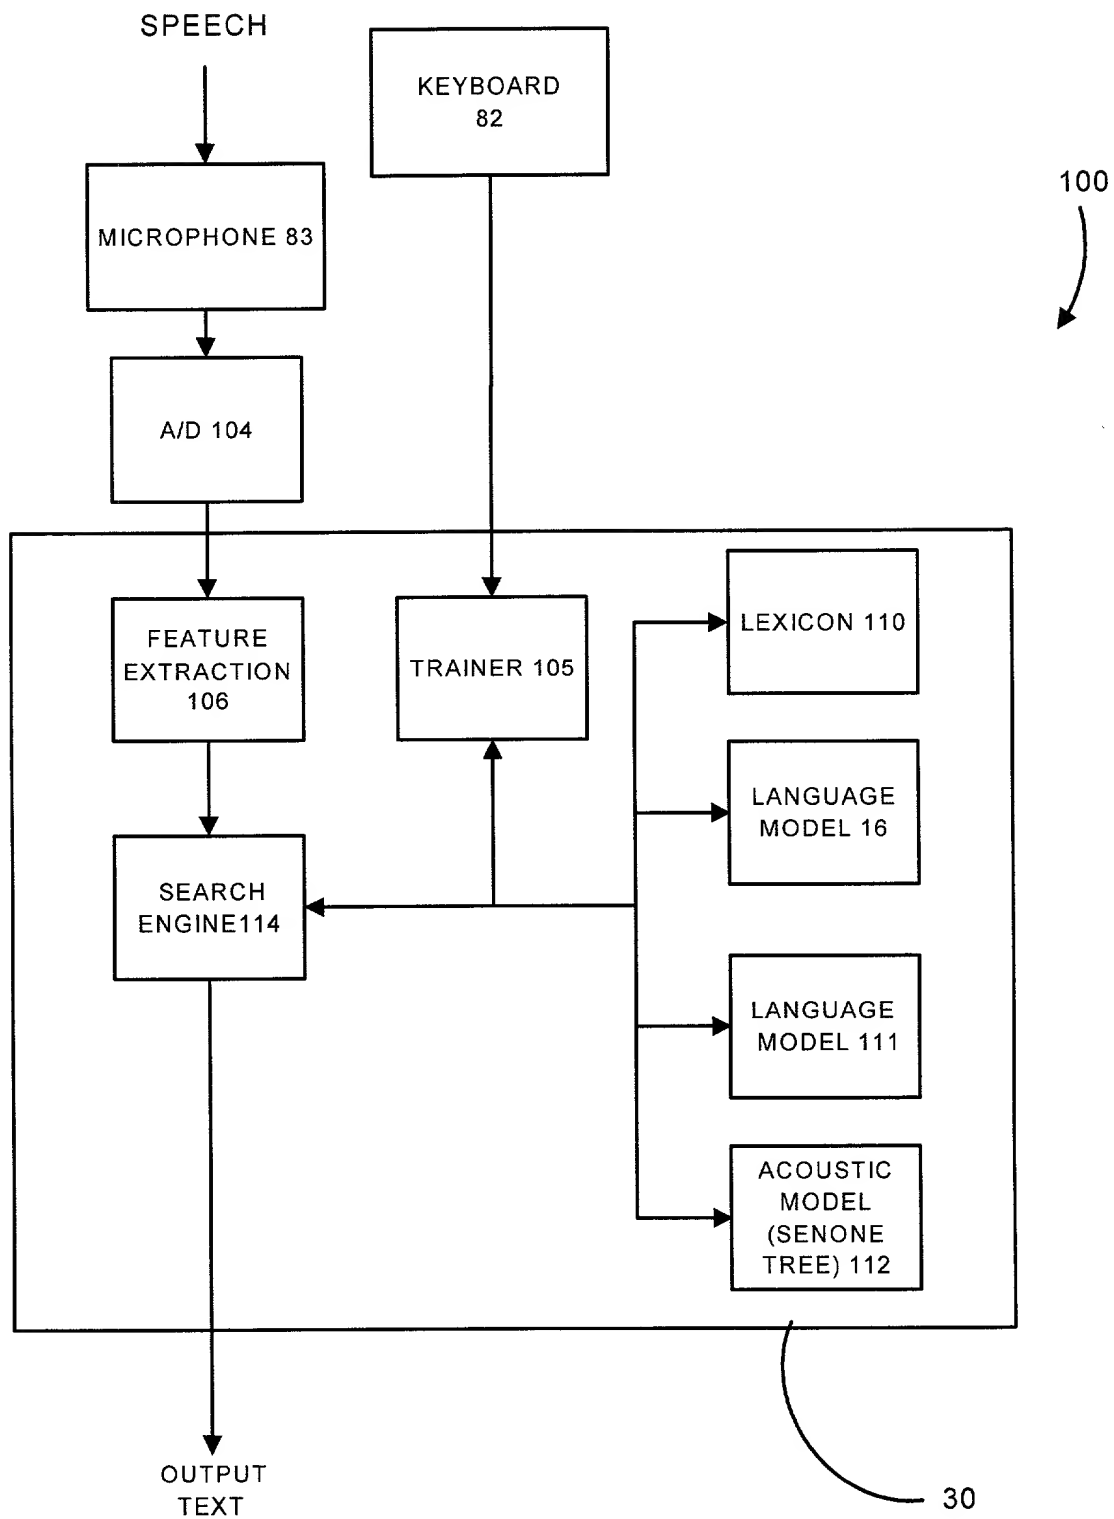 SPEECH
KEYBOARD
82
100
MICROPHONE 83
A/D 104
FEATURE
EXTRACTION
106
TRAINER 105
LEXICON 110
LANGUAGE
MODEL 16
SEARCH
ENGINE114
LANGUAGE
MODEL 111
ACOUSTIC
MODEL
(SENONE
TREE) 112
OUTPUT
TEXT
30